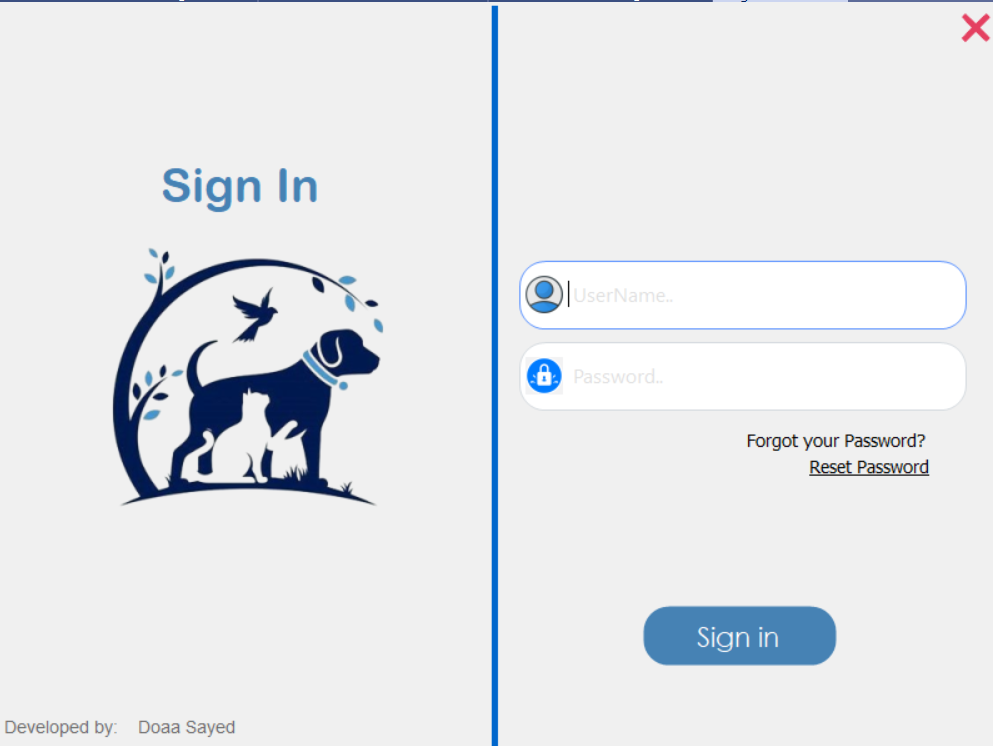 Sign In
UserName..
Password..
Forgot your Password?
Reset Password
Sign in
Developed by: Doaa Sayed